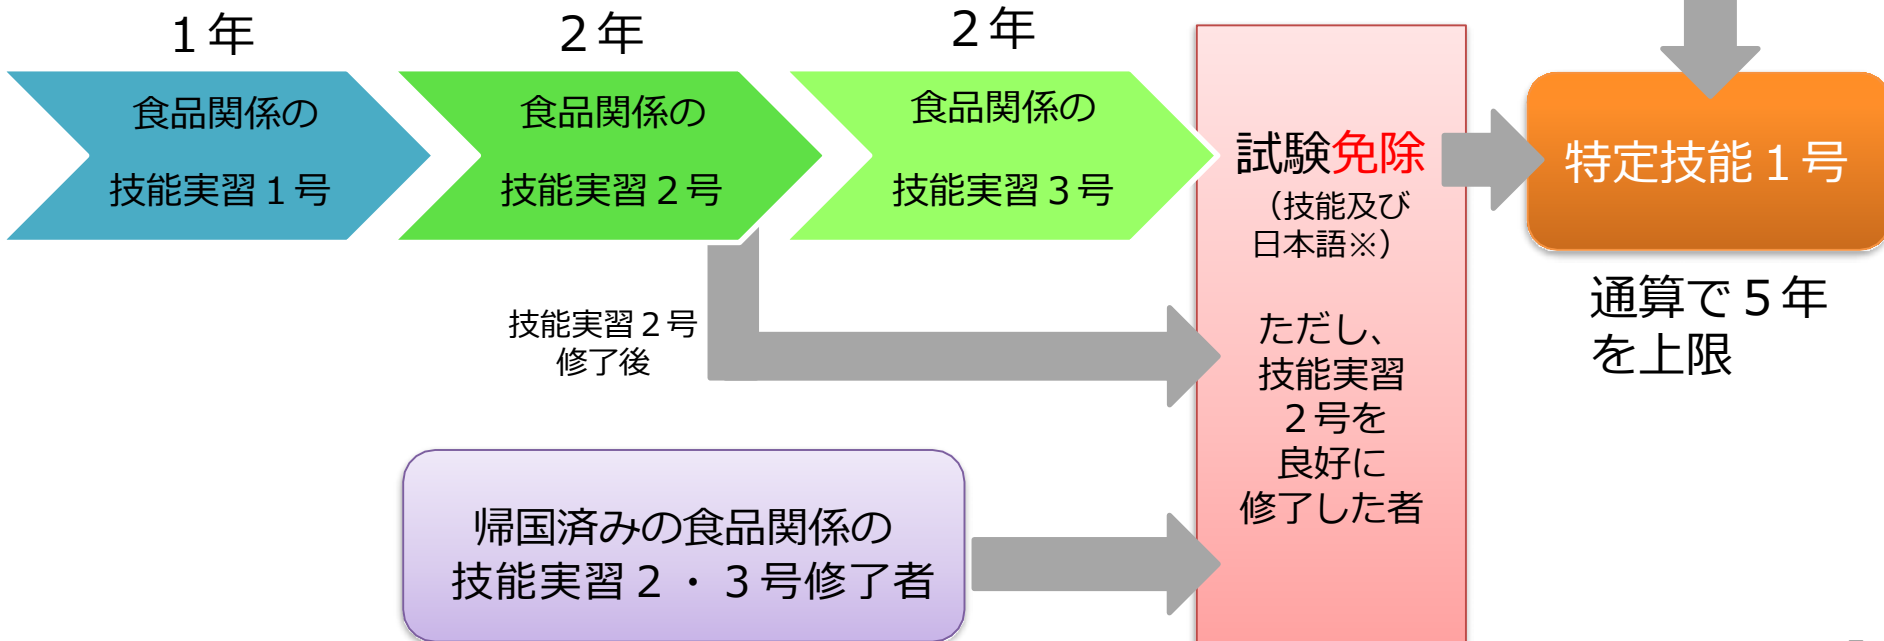 １年
２年
２年
食品関係の
技能実習１号
食品関係の
技能実習２号
食品関係の
技能実習３号
試験免除
（技能及び
日本語※）
ただし、
技能実習
２号を
良好に
修了した者
特定技能１号
通算で５年
を上限
技能実習２号
修了後
帰国済みの食品関係の
技能実習２・３号修了者